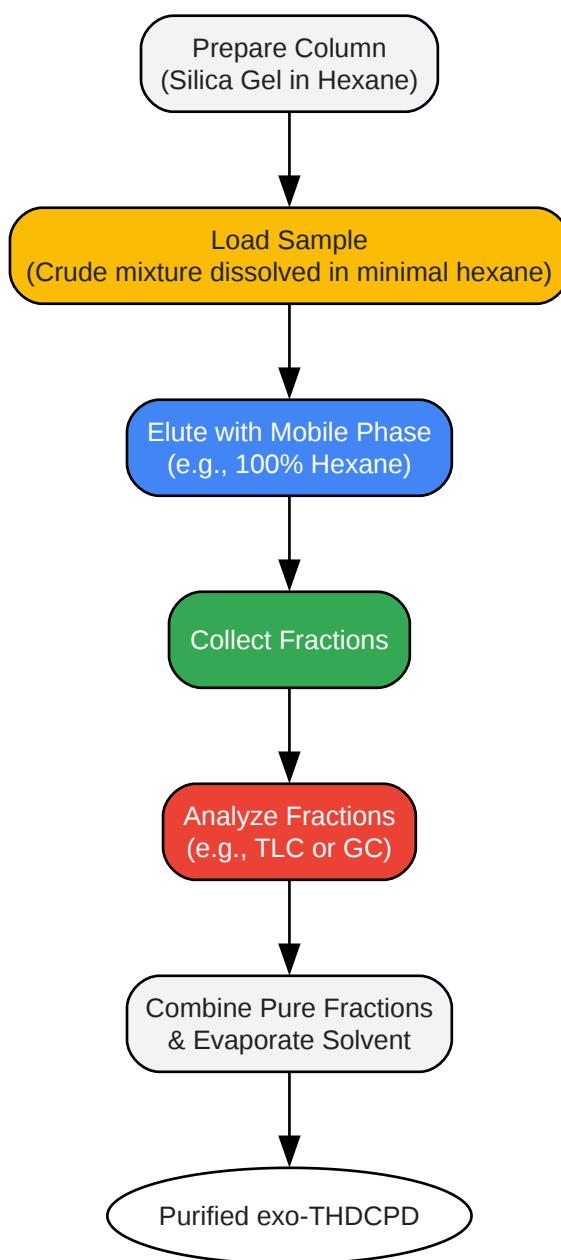 Prepare Column
(Silica Gel in Hexane)
Load Sample
(Crude mixture dissolved in minimal hexane)
Elute with Mobile Phase
(e.g., 100% Hexane)
Collect Fractions
Analyze Fractions
(e.g., TLC or GC)
Combine Pure Fractions
& Evaporate Solvent
Purified exo-THDCPD